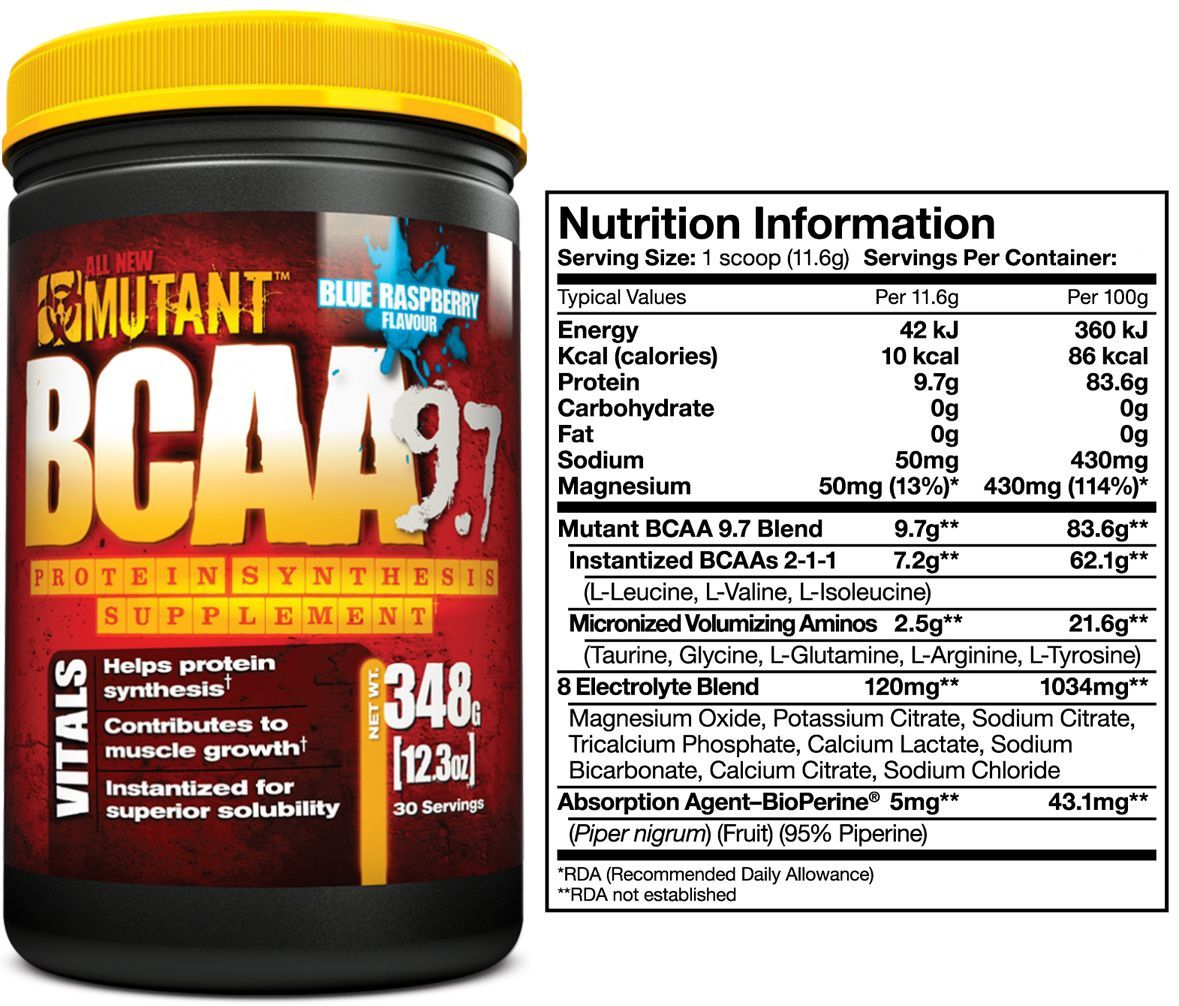 ALL NEW
MUTANT™
BLUE RASPBERRY
FLAVOUR
BCAA
9.7
PROTEIN SYNTHESIS
SUPPLEMENT†
VITALS
Helps protein
synthesis†
Contributes to
muscle growth†
Instantized for
superior solubility
NET WT.
348G
[12.3oz]
30 Servings
Nutrition Information
Serving Size: 1 scoop (11.6g) Servings Per Container:
Typical Values Per 11.6g Per 100g
Energy 42 kJ 360 kJ
Kcal (calories) 10 kcal 86 kcal
Protein 9.7g 83.6g
Carbohydrate 0g 0g
Fat 0g 0g
Sodium 50mg 430mg
Magnesium 50mg (13%)* 430mg (114%)*
Mutant BCAA 9.7 Blend 9.7g** 83.6g**
Instantized BCAAs 2-1-1 7.2g** 62.1g**
(L-Leucine, L-Valine, L-Isoleucine)
Micronized Volumizing Aminos 2.5g** 21.6g**
(Taurine, Glycine, L-Glutamine, L-Arginine, L-Tyrosine)
8 Electrolyte Blend 120mg** 1034mg**
Magnesium Oxide, Potassium Citrate, Sodium Citrate,
Tricalcium Phosphate, Calcium Lactate, Sodium
Bicarbonate, Calcium Citrate, Sodium Chloride
Absorption Agent–BioPerine® 5mg** 43.1mg**
(Piper nigrum) (Fruit) (95% Piperine)
*RDA (Recommended Daily Allowance)
**RDA not established